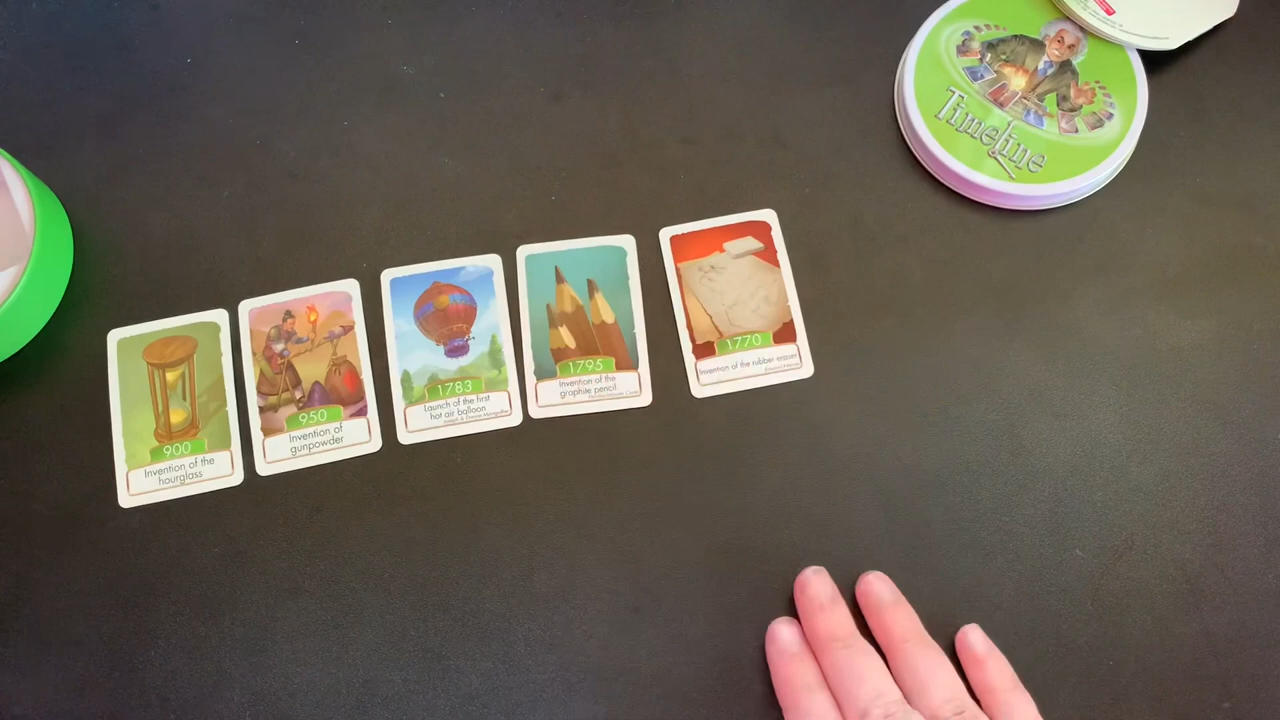 TimeLine
900
Invention of the
hourglass
950
Invention of
gunpowder
1783
Launch of the first
hot air balloon
1795
Invention of the
graphite pencil
1770
Invention of the rubber eraser